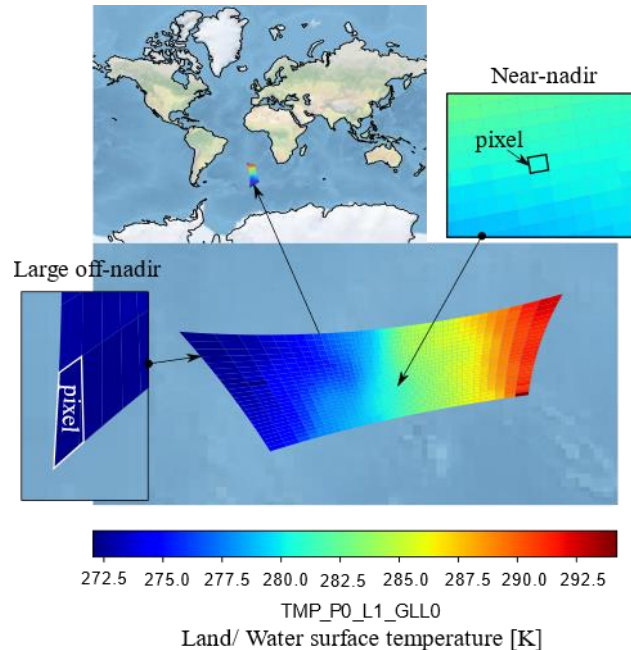 Near-nadir
pixel
Large off-nadir
pixel
272.5 275.0 277.5 280.0 282.5 285.0 287.5 290.0 292.5
TMP_P0_L1_GLL0
Land/ Water surface temperature [K]